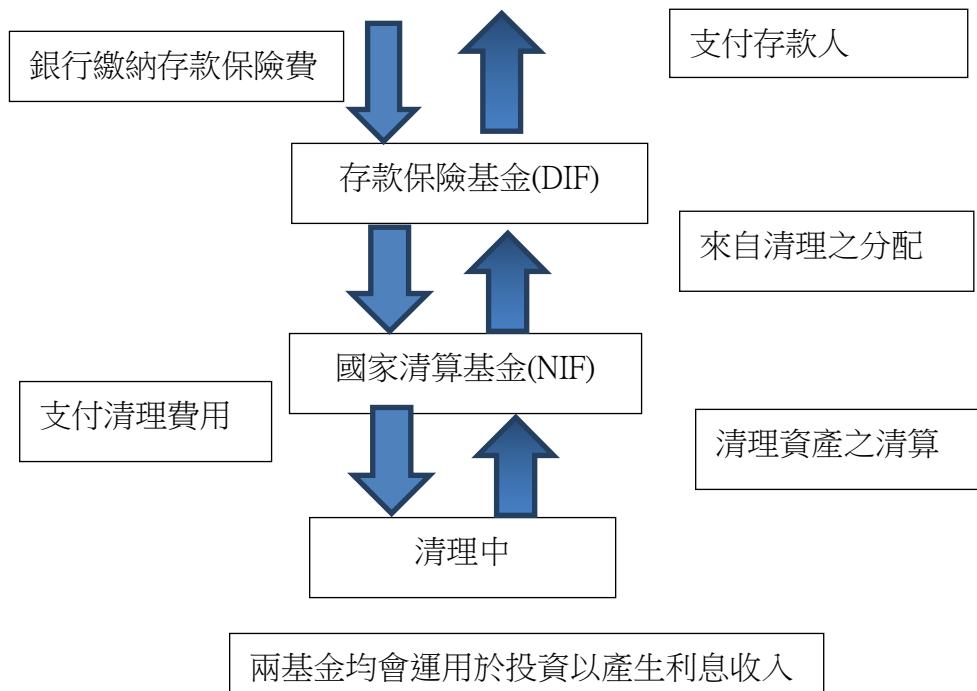 支付存款人
銀行繳納存款保險費
存款保險基金(DIF)
來自清理之分配
國家清算基金(NIF)
支付清理費用
清理資產之清算
清理中
兩基金均會運用於投資以產生利息收入